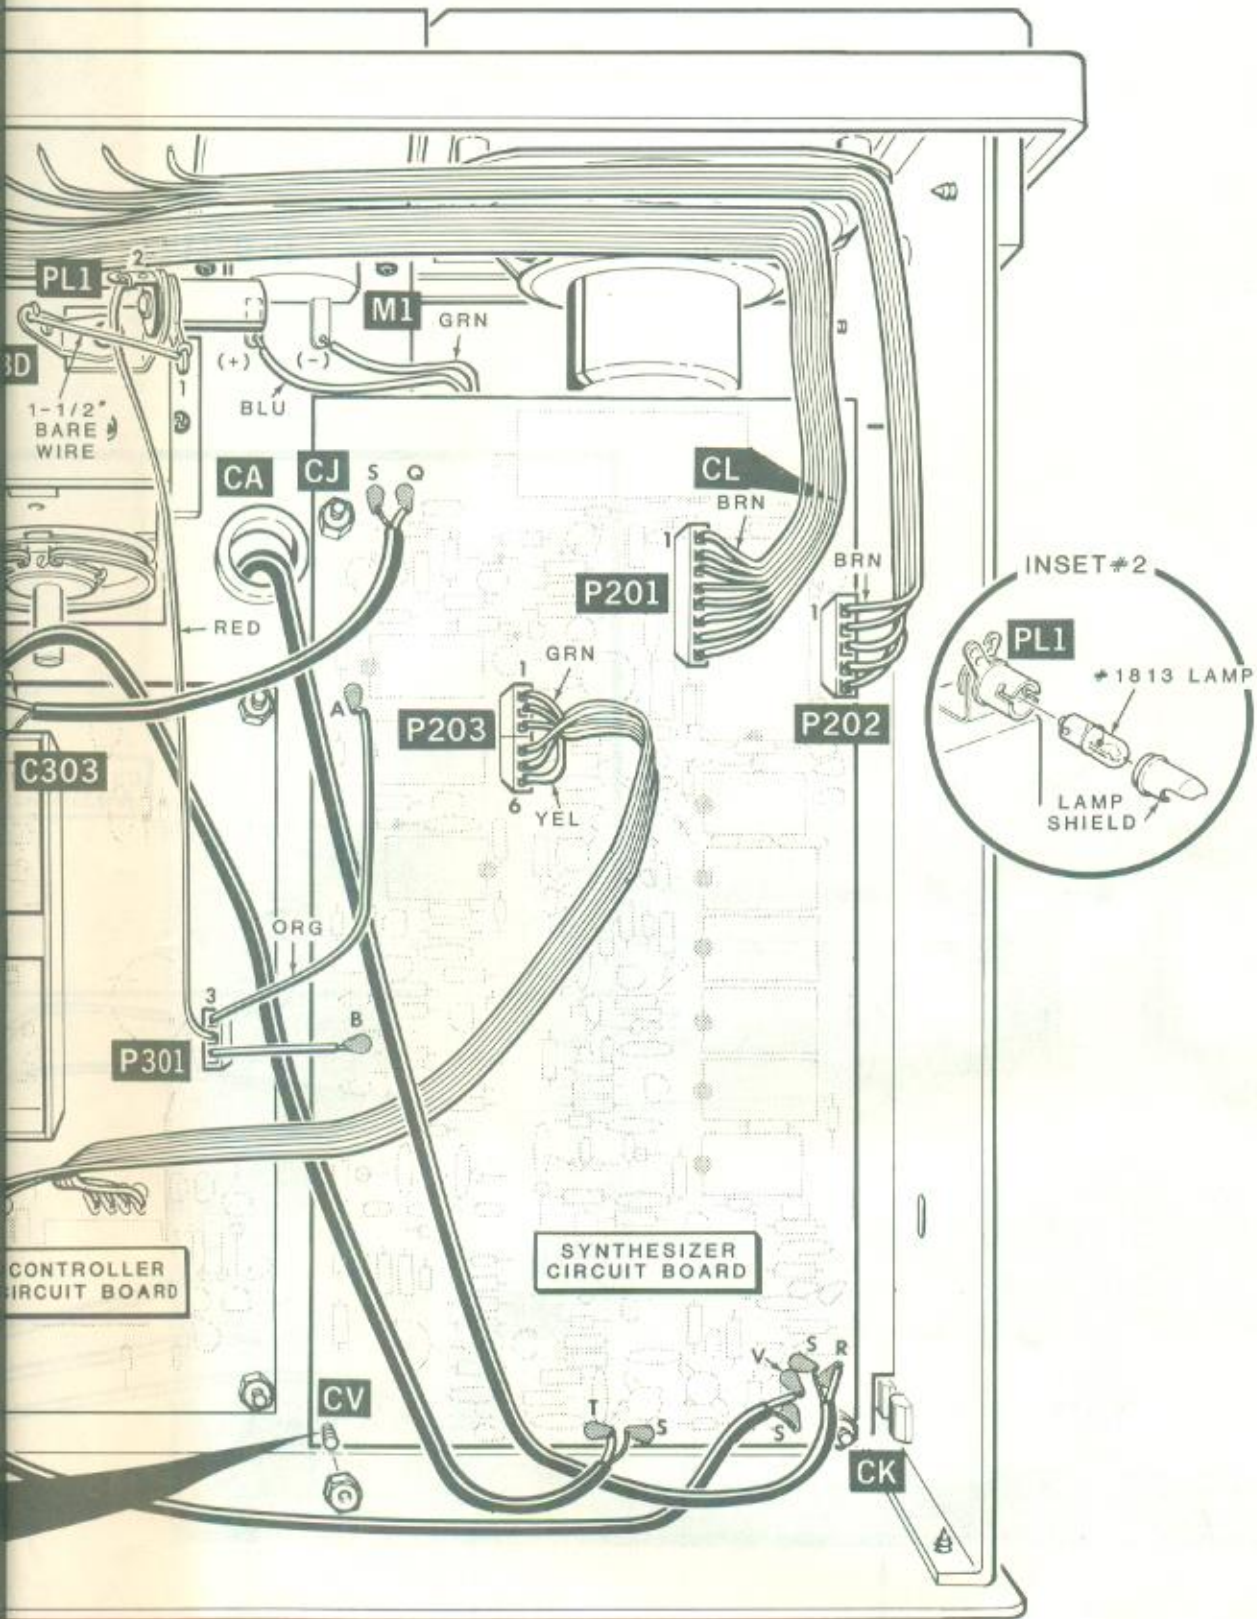 2
PL1
M1
GRN
3D
(+)
(-)
1
1-1/2"
BARE
WIRE
BLU
CA
CJ
S
Q
CL
BRN
1
BRN
P201
1
INSET #2
PL1
#1813 LAMP
RED
GRN
1
A
P203
P202
C303
6
YEL
LAMP
SHIELD
ORG
3
B
P301
SYNTHESIZER
CIRCUIT BOARD
CONTROLLER
CIRCUIT BOARD
V
S
R
CV
T
S
S
CK